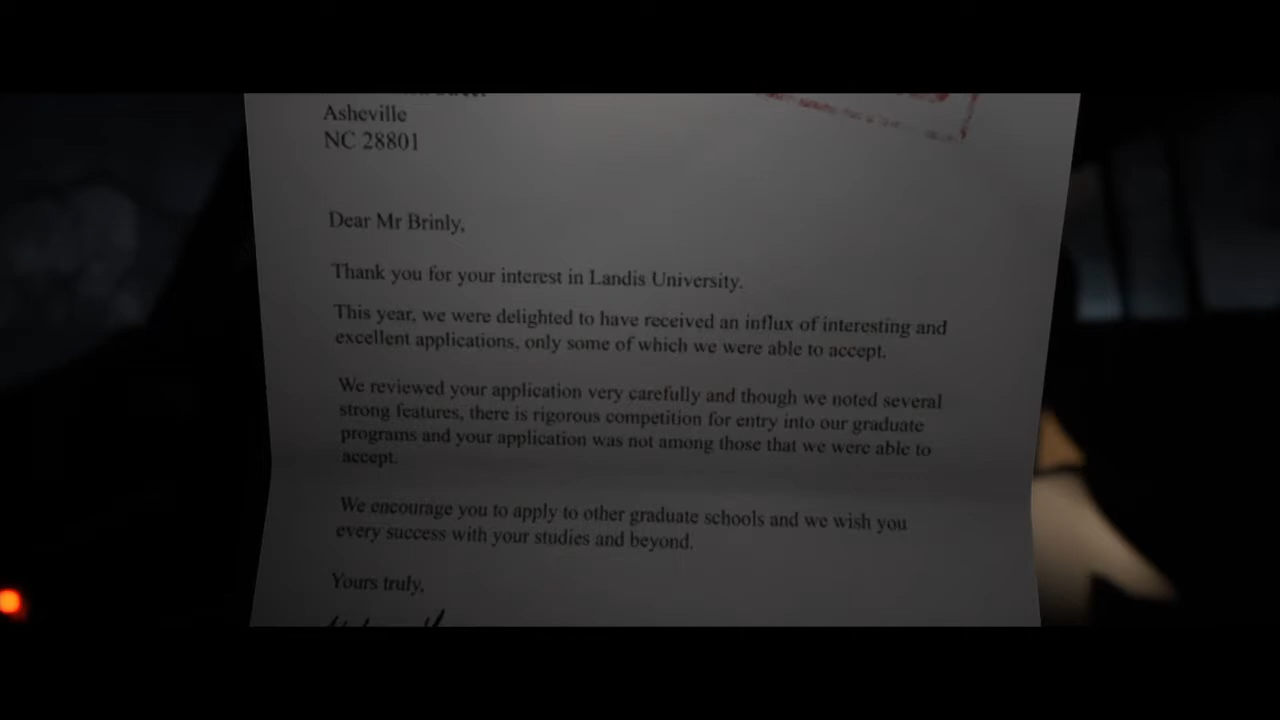 Asheville
NC 28801
Dear Mr Brinly,
Thank you for your interest in Landis University.
This year, we were delighted to have received an influx of interesting and
excellent applications, only some of which we were able to accept.
We reviewed your application very carefully and though we noted several
strong features, there is rigorous competition for entry into our graduate
programs and your application was not among those that we were able to
accept.
We encourage you to apply to other graduate schools and we wish you
every success with your studies and beyond.
Yours truly,